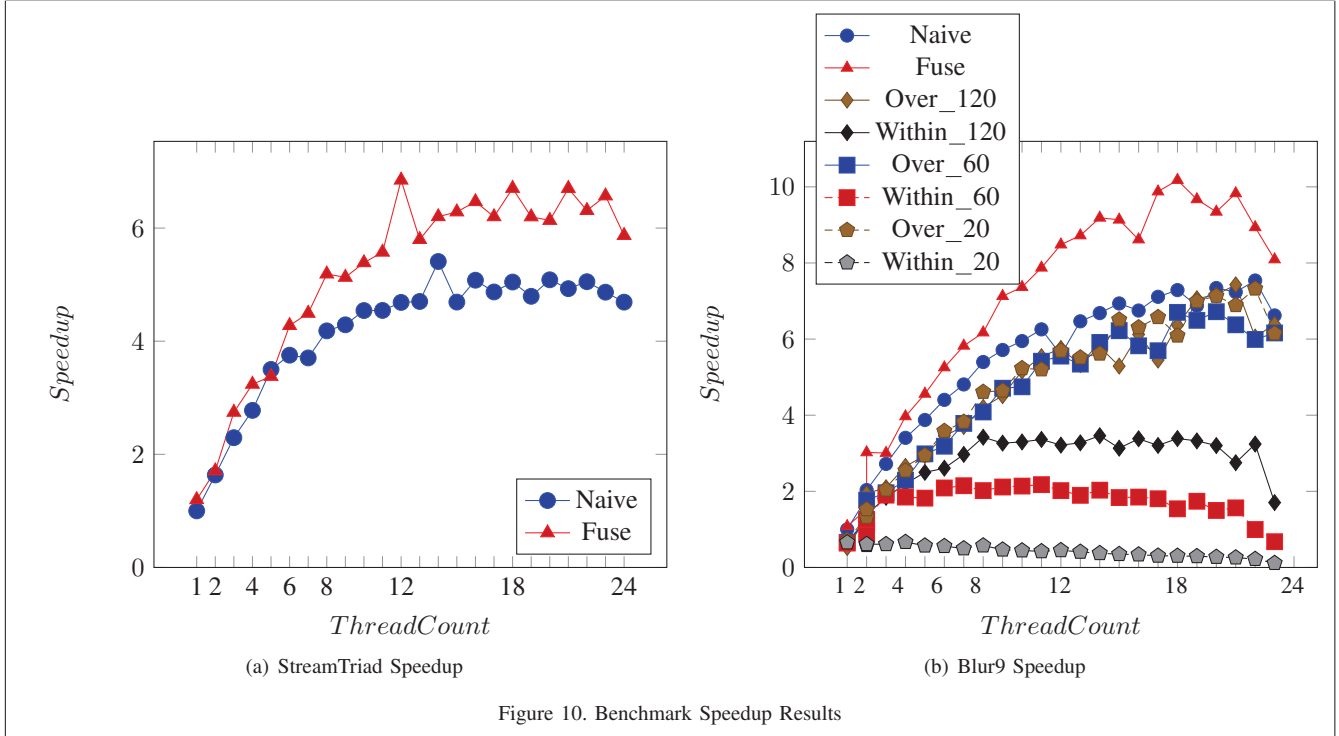 Naive
Fuse
Over_120
Within_120
Over_60
Within_60
Over_20
Within_20
Speedup
6
4
2
0
1 2 4 6 8 12 18 24
ThreadCount
Naive
Fuse
(a) StreamTriad Speedup
Speedup
10
8
6
4
2
0
1 2 4 6 8 12 18 24
ThreadCount
(b) Blur9 Speedup
Figure 10. Benchmark Speedup Results